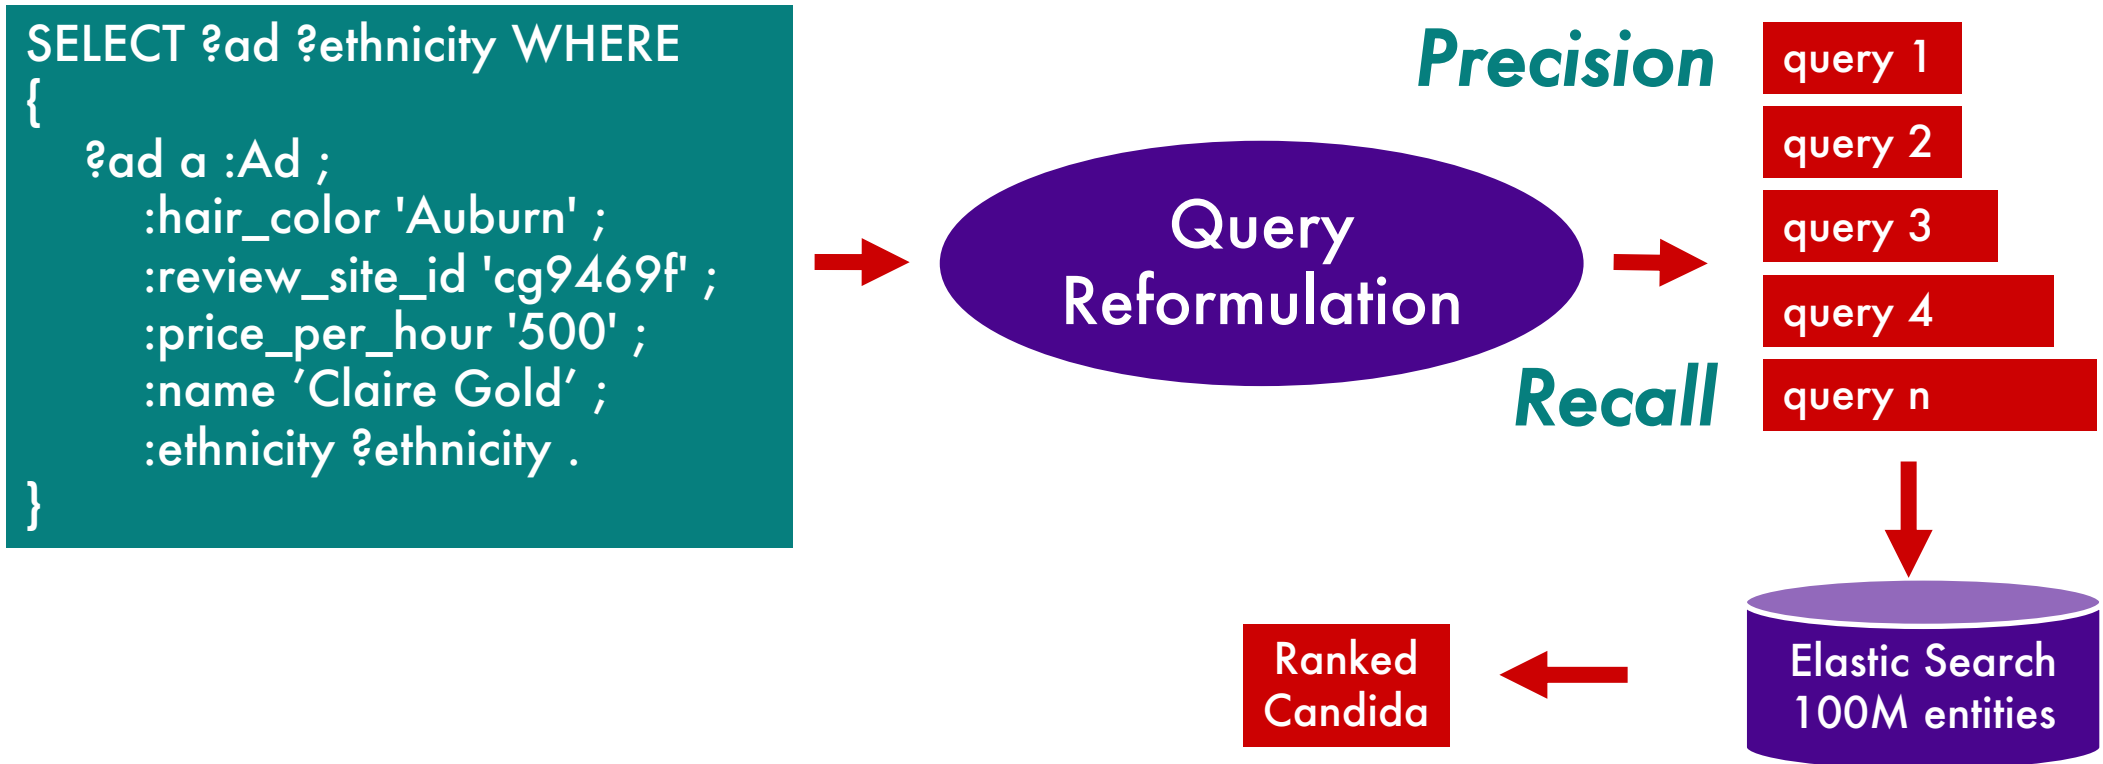 SELECT ?ad ?ethnicity WHERE
{
?ad a :Ad ;
:hair_color 'Auburn' ;
:review_site_id 'cg9469f' ;
:price_per_hour '500' ;
:name ’Claire Gold’ ;
:ethnicity ?ethnicity .
}
Query
Reformulation
Precision
Recall
query 1
query 2
query 3
query 4
query n
Elastic Search
100M entities
Ranked
Candida